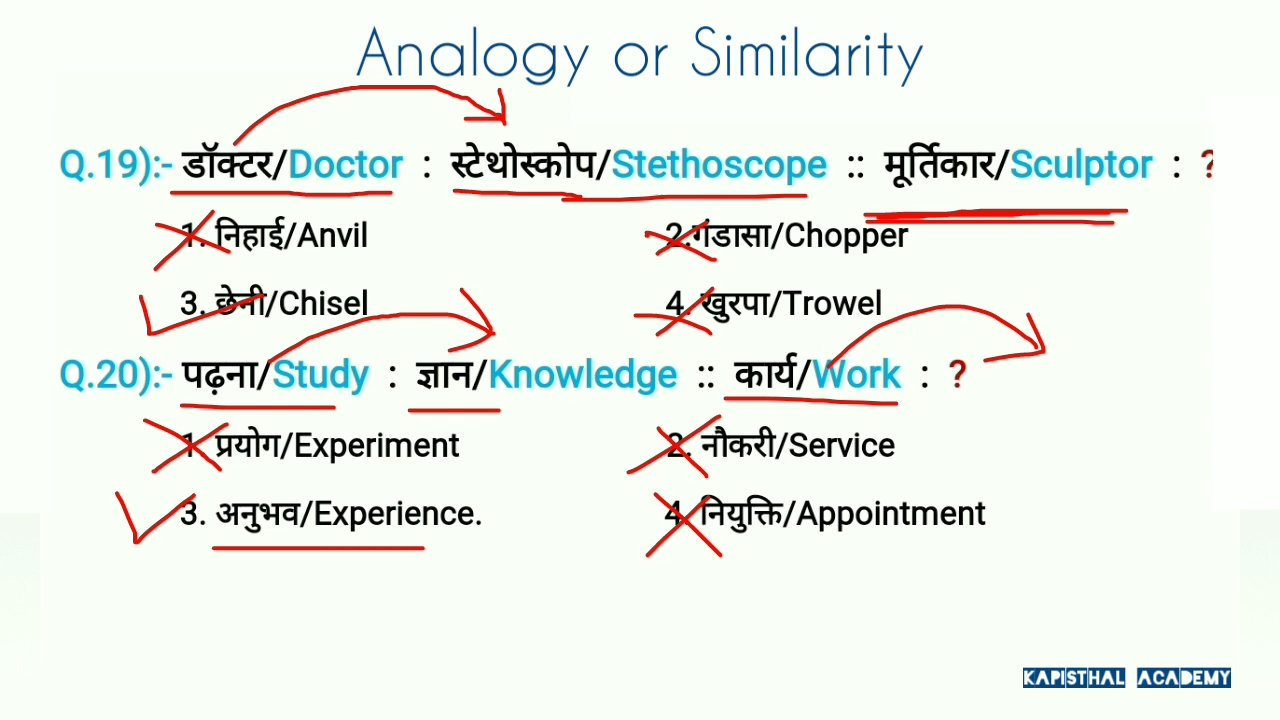 Analogy or Similarity
Q.19):- डॉक्टर/Doctor : स्टेथोस्कोप/Stethoscope :: मूर्तिकार/Sculptor : ?
1. निहाई/Anvil 2.गंडासा/Chopper
3. छेनी/Chisel 4. खुरपा/Trowel
Q.20):- पढ़ना/Study : ज्ञान/Knowledge :: कार्य/Work : ?
1. प्रयोग/Experiment 2. नौकरी/Service
3. अनुभव/Experience. 4. नियुक्ति/Appointment
KAPISTHAL ACADEMY